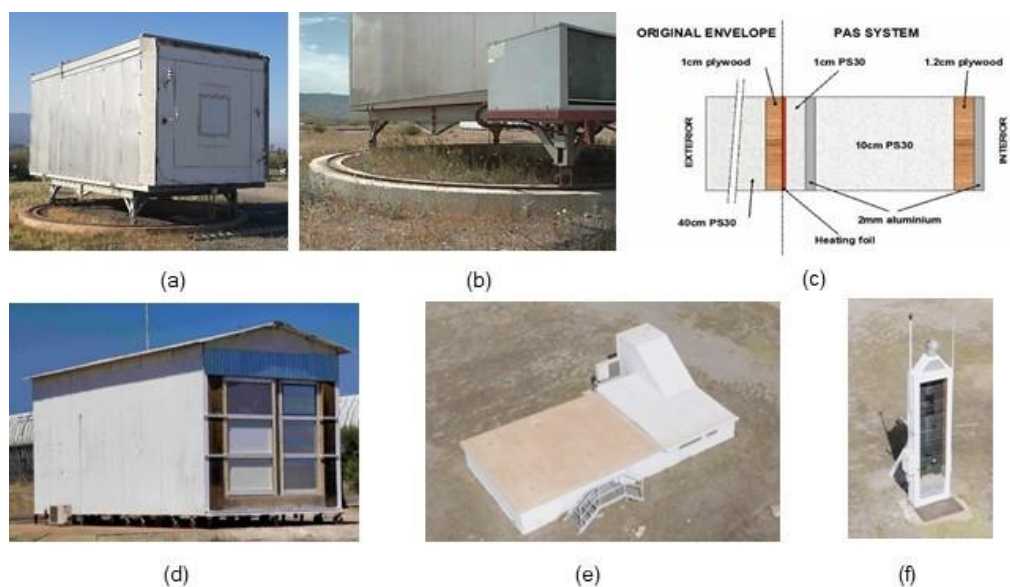 ORIGINAL ENVELOPE
PAS SYSTEM
1cm plywood
1cm PS30
1.2cm plywood
EXTERIOR
10cm PS30
INTERIOR
40cm PS30
2mm aluminium
Heating foil
(a)
(b)
(c)
(d)
(e)
(f)